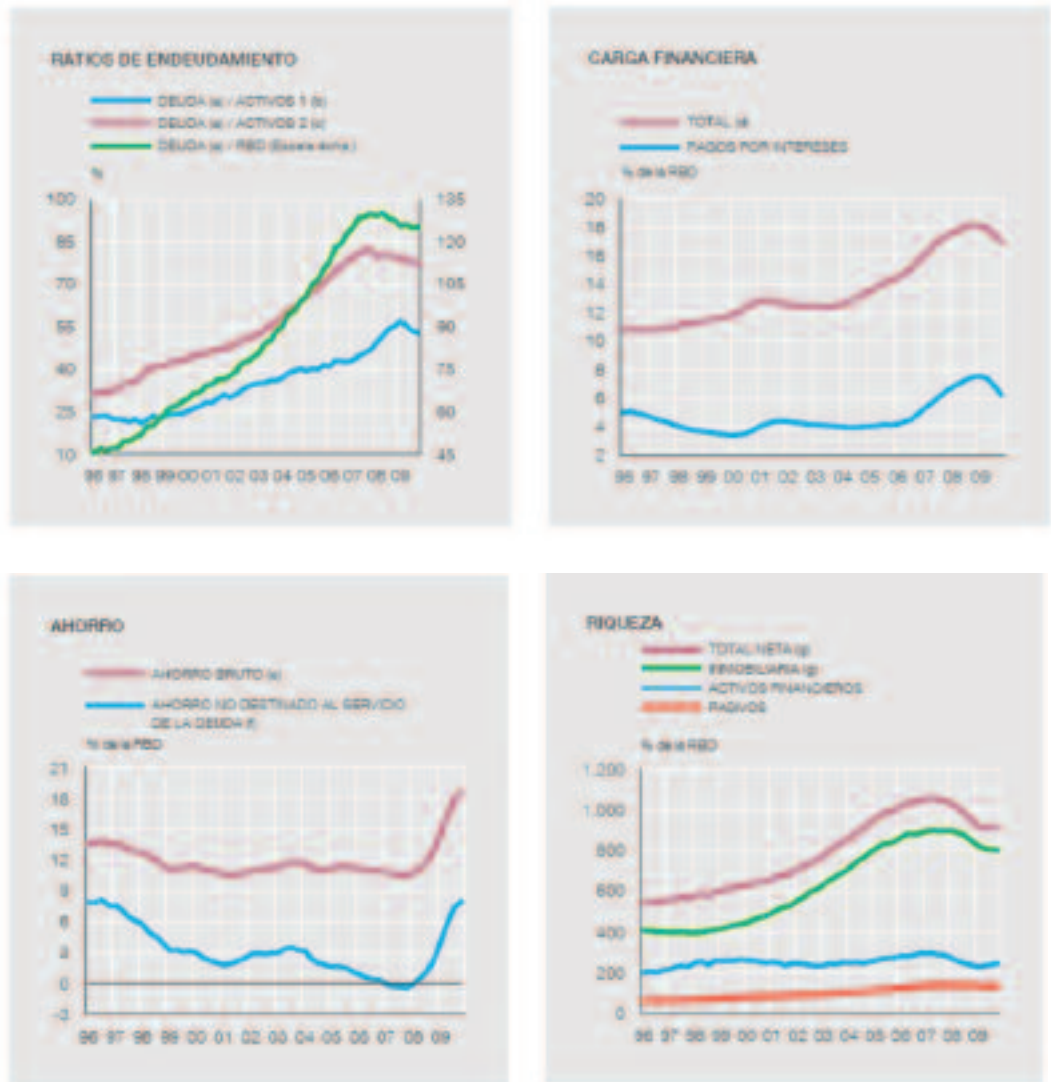 RATIOS DE ENDEUDAMIENTO
DEUDA (a) / ACTIVOS 1 (b)
DEUDA (a) / ACTIVOS 2 (c)
DEUDA (a) / RBD (Escala dcha.)
%
100 135
85 120
70 105
55 90
40 75
25 60
10 45
96 97 98 99 00 01 02 03 04 05 06 07 08 09
CARGA FINANCIERA
TOTAL (d)
PAGOS POR INTERESES
% de la RBD
20
18
16
14
12
10
8
6
4
2
96 97 98 99 00 01 02 03 04 05 06 07 08 09
AHORRO
AHORRO BRUTO (e)
AHORRO NO DESTINADO AL SERVICIO
DE LA DEUDA (f)
% de la RBD
21
18
15
12
9
6
3
0
-3
96 97 98 99 00 01 02 03 04 05 06 07 08 09
RIQUEZA
TOTAL NETA (g)
INMOBILIARIA (g)
ACTIVOS FINANCIEROS
PASIVOS
% de la RBD
1.200
1.000
800
600
400
200
0
96 97 98 99 00 01 02 03 04 05 06 07 08 09